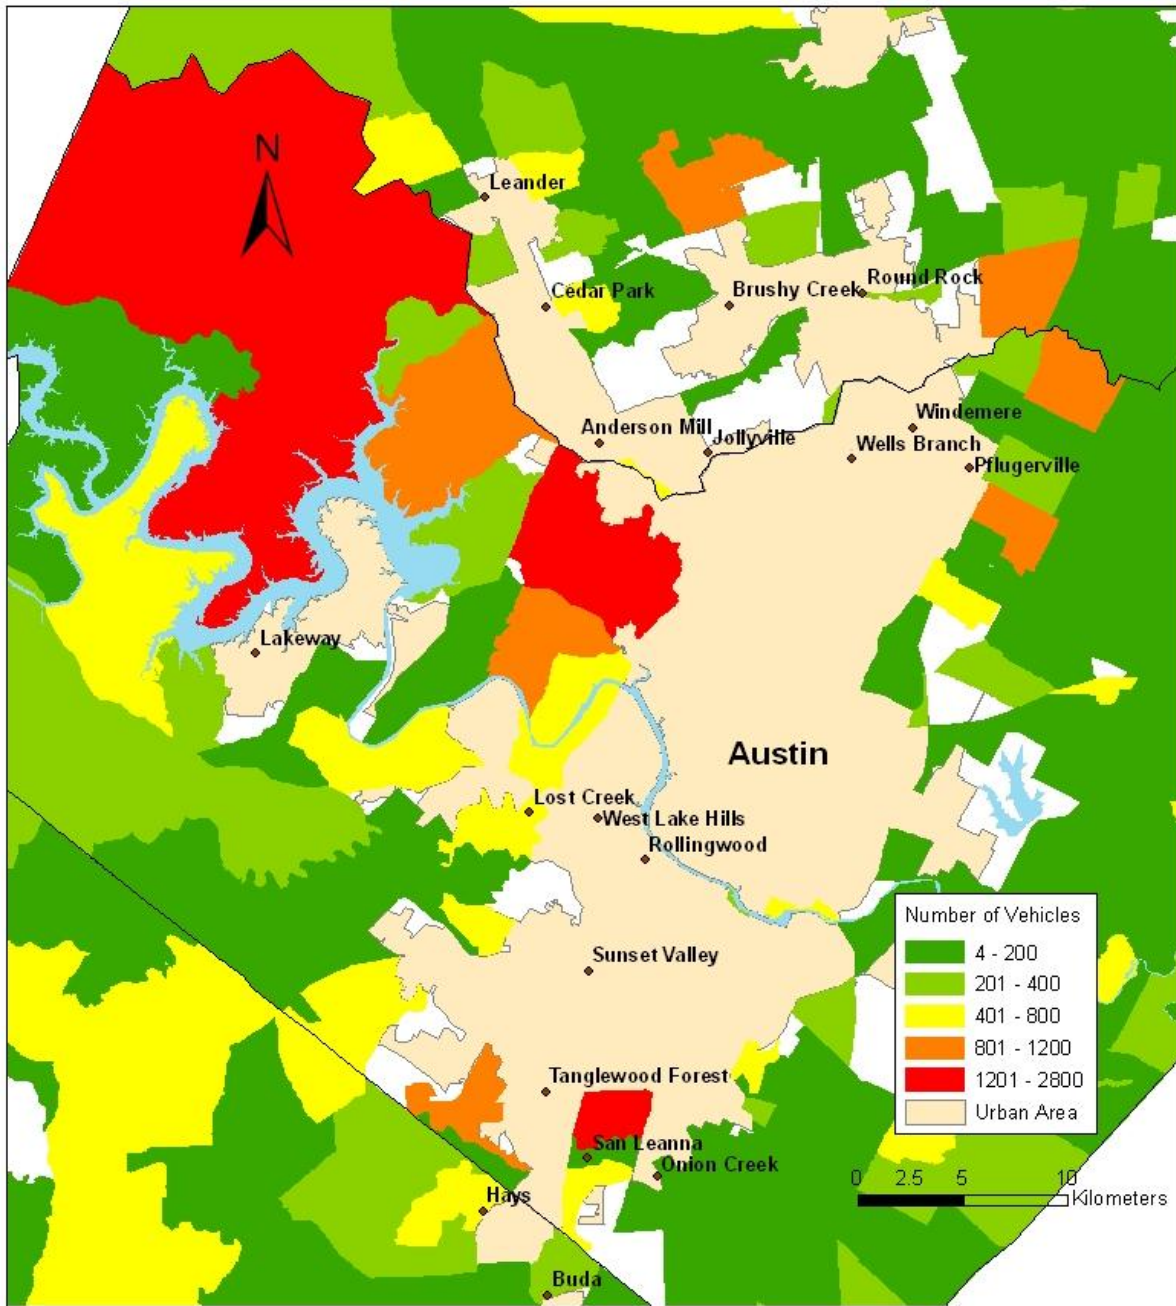 N
Leander
Cedar Park
Brushy Creek
Round Rock
Windemere
Anderson Mill
Jollyville
Wells Branch
Pflugerville
Lakeway
Austin
Lost Creek
West Lake Hills
Rollingwood
Sunset Valley
Tanglewood Forest
San Leanna
Onion Creek
Hays
Buda
Number of Vehicles
4 - 200
201 - 400
401 - 800
801 - 1200
1201 - 2800
Urban Area
0 2.5 5 10
Kilometers